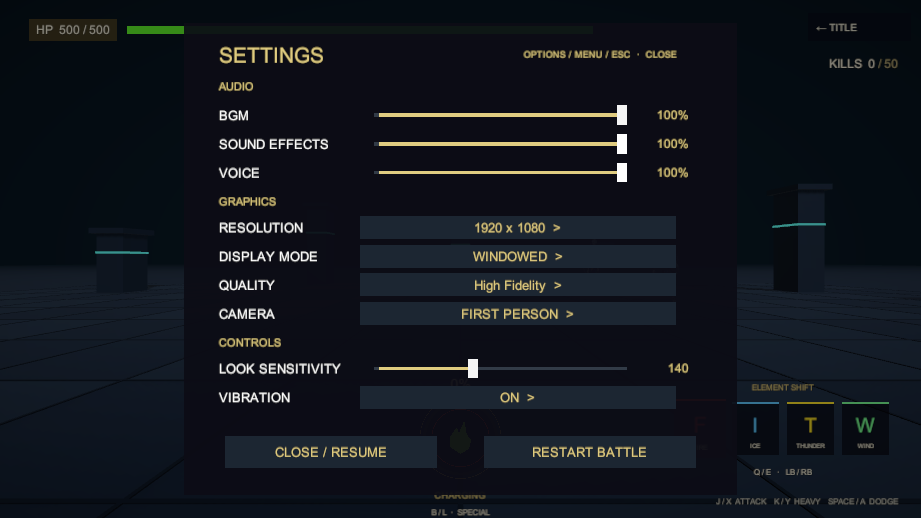 HP 500 / 500
← TITLE
KILLS 0 / 50
SETTINGS
OPTIONS / MENU / ESC · CLOSE
AUDIO
BGM 100%
SOUND EFFECTS 100%
VOICE 100%
GRAPHICS
RESOLUTION 1920 x 1080 >
DISPLAY MODE WINDOWED >
QUALITY High Fidelity >
CAMERA FIRST PERSON >
CONTROLS
LOOK SENSITIVITY 140
VIBRATION ON >
CLOSE / RESUME RESTART BATTLE
ELEMENT SHIFT
I T W
ICE THUNDER WIND
Q / E · LB / RB
CHARGING
B / L · SPECIAL
J / X ATTACK K / Y HEAVY SPACE / A DODGE